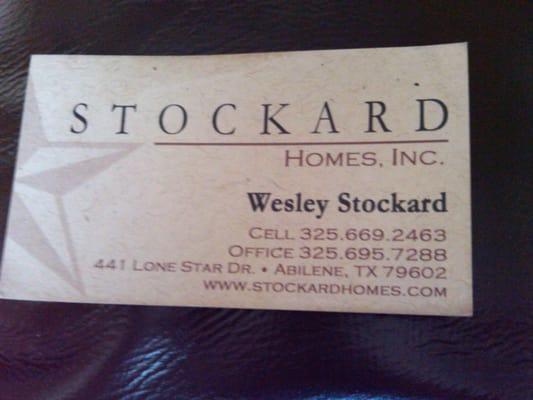 STOCKARD
HOMES, INC.
Wesley Stockard
CELL 325.669.2463
OFFICE 325.695.7288
441 LONE STAR DR. • ABILENE, TX 79602
WWW.STOCKARDHOMES.COM